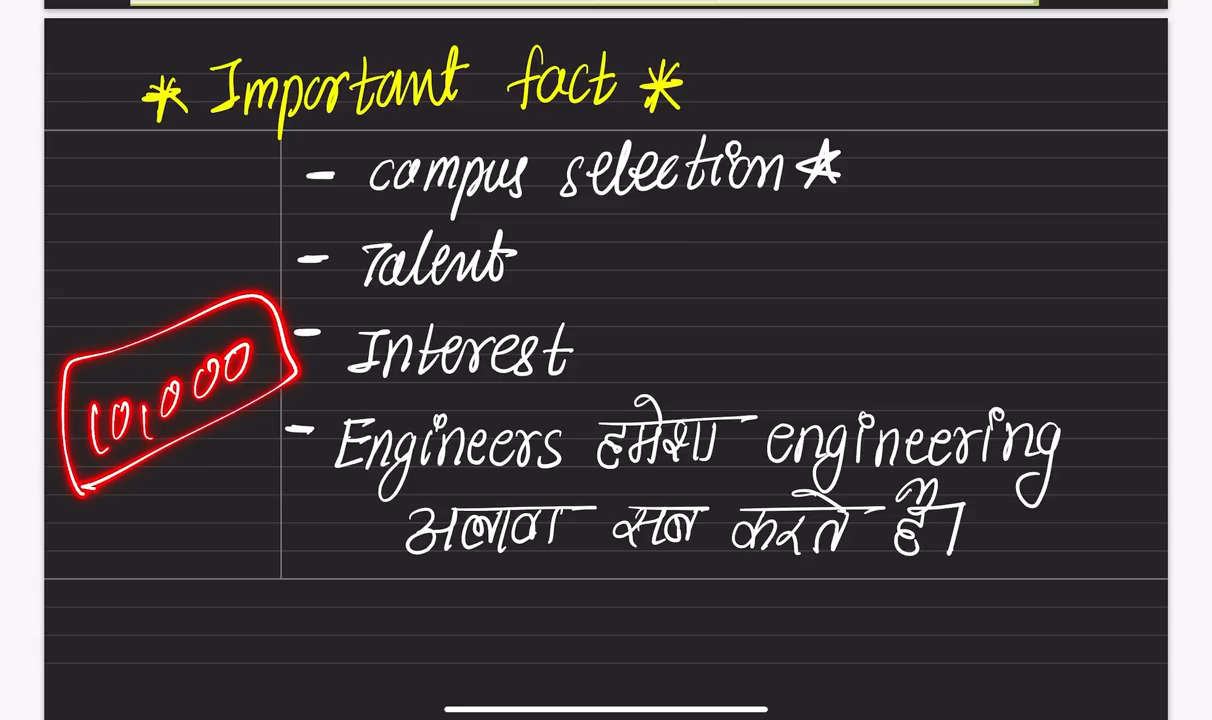 * Important fact *
- campus selection ☆
- Talent
- Interest
10,000
- Engineers हमेशा engineering
अलावा सब करते हैं।